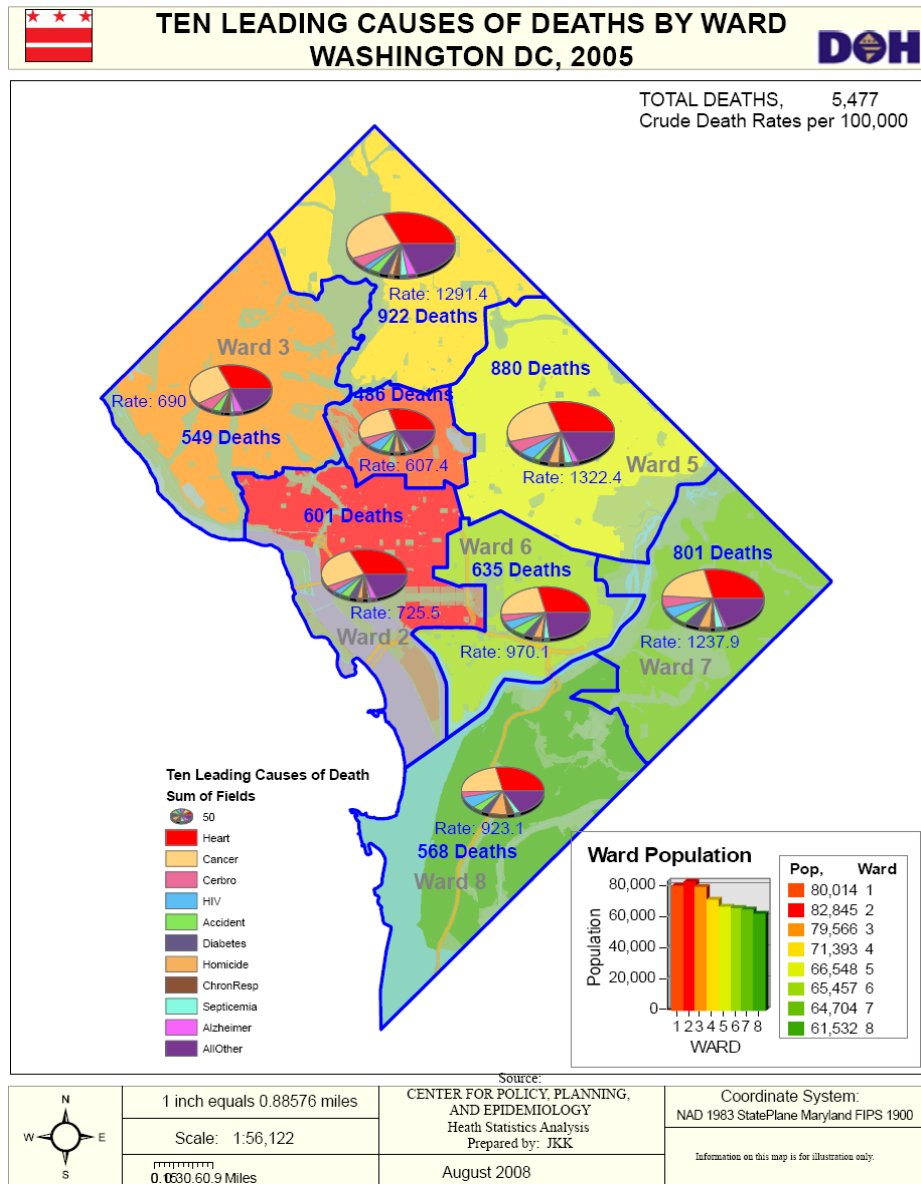 TEN LEADING CAUSES OF DEATHS BY WARD
WASHINGTON DC, 2005
DOH
TOTAL DEATHS, 5,477
Crude Death Rates per 100,000
Rate: 1291.4
922 Deaths
Ward 3
Rate: 690
549 Deaths
486 Deaths
Rate: 607.4
880 Deaths
Ward 5
Rate: 1322.4
601 Deaths
Rate: 725.5
Ward 2
Ward 6
635 Deaths
Rate: 970.1
801 Deaths
Rate: 1237.9
Ward 7
Rate: 923.1
568 Deaths
Ward 8
Ten Leading Causes of Death
Sum of Fields
50
Heart
Cancer
Cerbro
HIV
Accident
Diabetes
Homicide
ChronResp
Septicemia
Alzheimer
AllOther
Ward Population
Population
80,000
60,000
40,000
20,000
0
1 2 3 4 5 6 7 8
WARD
Pop, Ward
80,014 1
82,845 2
79,566 3
71,393 4
66,548 5
65,457 6
64,704 7
61,532 8
N
W E
S
1 inch equals 0.88576 miles
Scale: 1:56,122
0.1530.60.9 Miles
Source:
CENTER FOR POLICY, PLANNING,
AND EPIDEMIOLOGY
Heath Statistics Analysis
Prepared by: JKK
August 2008
Coordinate System:
NAD 1983 StatePlane Maryland FIPS 1900
Information on this map is for illustration only.